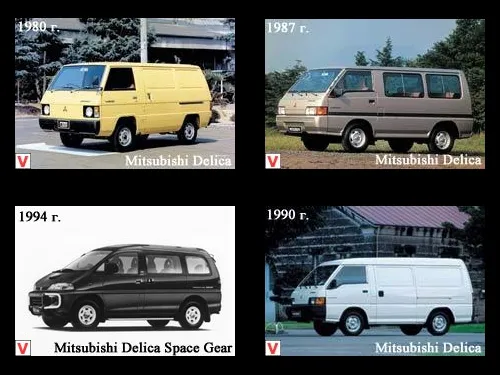 1980 г.
Mitsubishi Delica
V
1987 г.
Mitsubishi Delica
V
1994 г.
Mitsubishi Delica Space Gear
V
1990 г.
Mitsubishi Delica
V